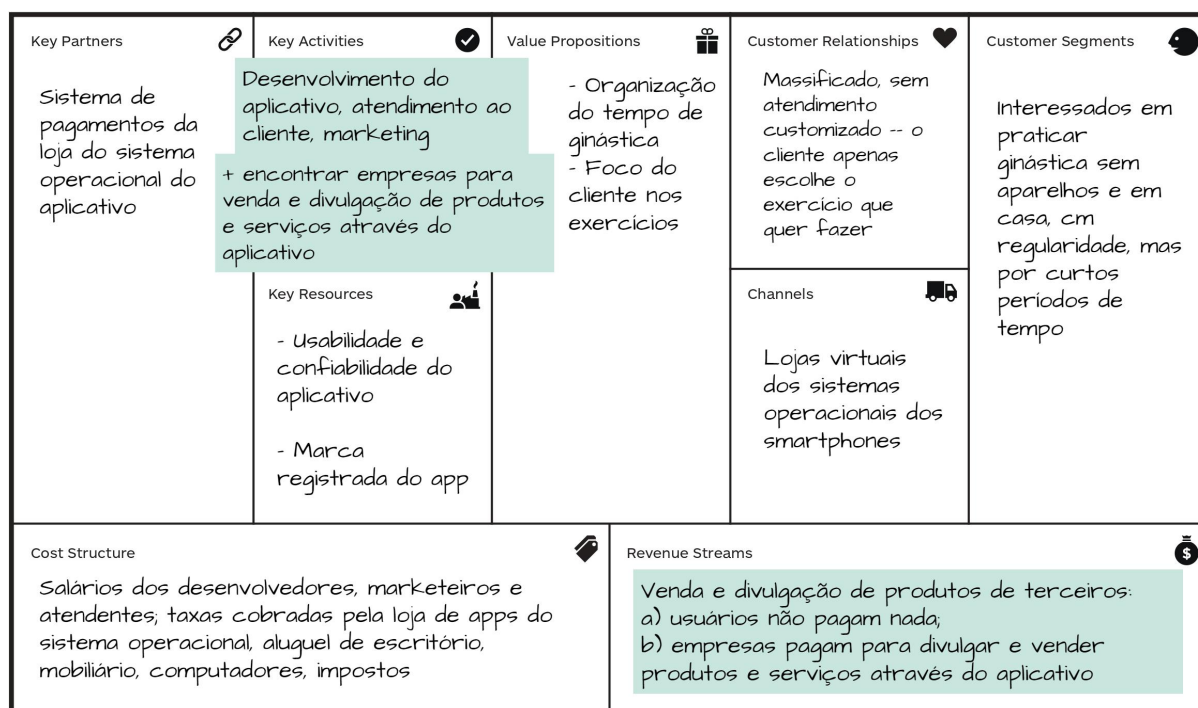 Key Partners
Sistema de
pagamentos da
loja do sistema
operacional do
aplicativo
Key Activities
Desenvolvimento do
aplicativo, atendimento ao
cliente, marketing
+ encontrar empresas para
venda e divulgação de produtos
e serviços através do
aplicativo
Key Resources
- Usabilidade e
confiabilidade do
aplicativo
- Marca
registrada do app
Value Propositions
- Organização
do tempo de
ginástica
- Foco do
cliente nos
exercícios
Customer Relationships
Massificado, sem
atendimento
customizado -- o
cliente apenas
escolhe o
exercício que
quer fazer
Channels
Lojas virtuais
dos sistemas
operacionais dos
smartphones
Customer Segments
Interessados em
praticar
ginástica sem
aparelhos e em
casa, cm
regularidade, mas
por curtos
períodos de
tempo
Cost Structure
Salários dos desenvolvedores, marketeiros e
atendentes; taxas cobradas pela loja de apps do
sistema operacional, aluguel de escritório,
mobiliário, computadores, impostos
Revenue Streams
$
Venda e divulgação de produtos de terceiros:
a) usuários não pagam nada;
b) empresas pagam para divulgar e vender
produtos e serviços através do aplicativo